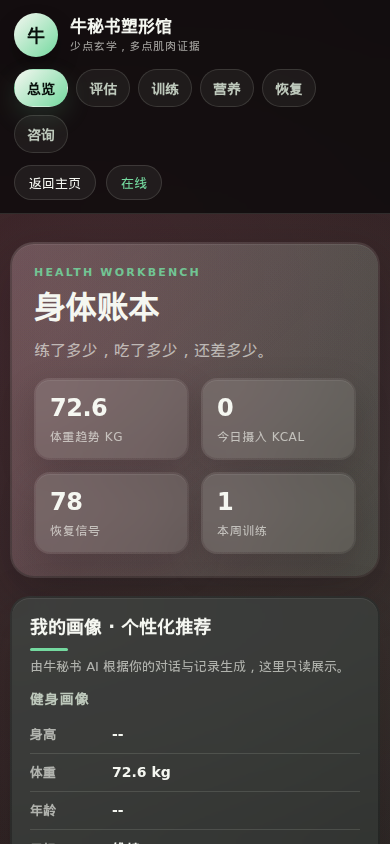 牛
牛秘书塑形馆
少点玄学，多点肌肉证据
总览
评估
训练
营养
恢复
咨询
返回主页
在线
HEALTH WORKBENCH
身体账本
练了多少，吃了多少，还差多少。
72.6
体重趋势 KG
0
今日摄入 KCAL
78
恢复信号
1
本周训练
我的画像 · 个性化推荐
由牛秘书 AI 根据你的对话与记录生成，这里只读展示。
健身画像
身高 --
体重 72.6 kg
年龄 --